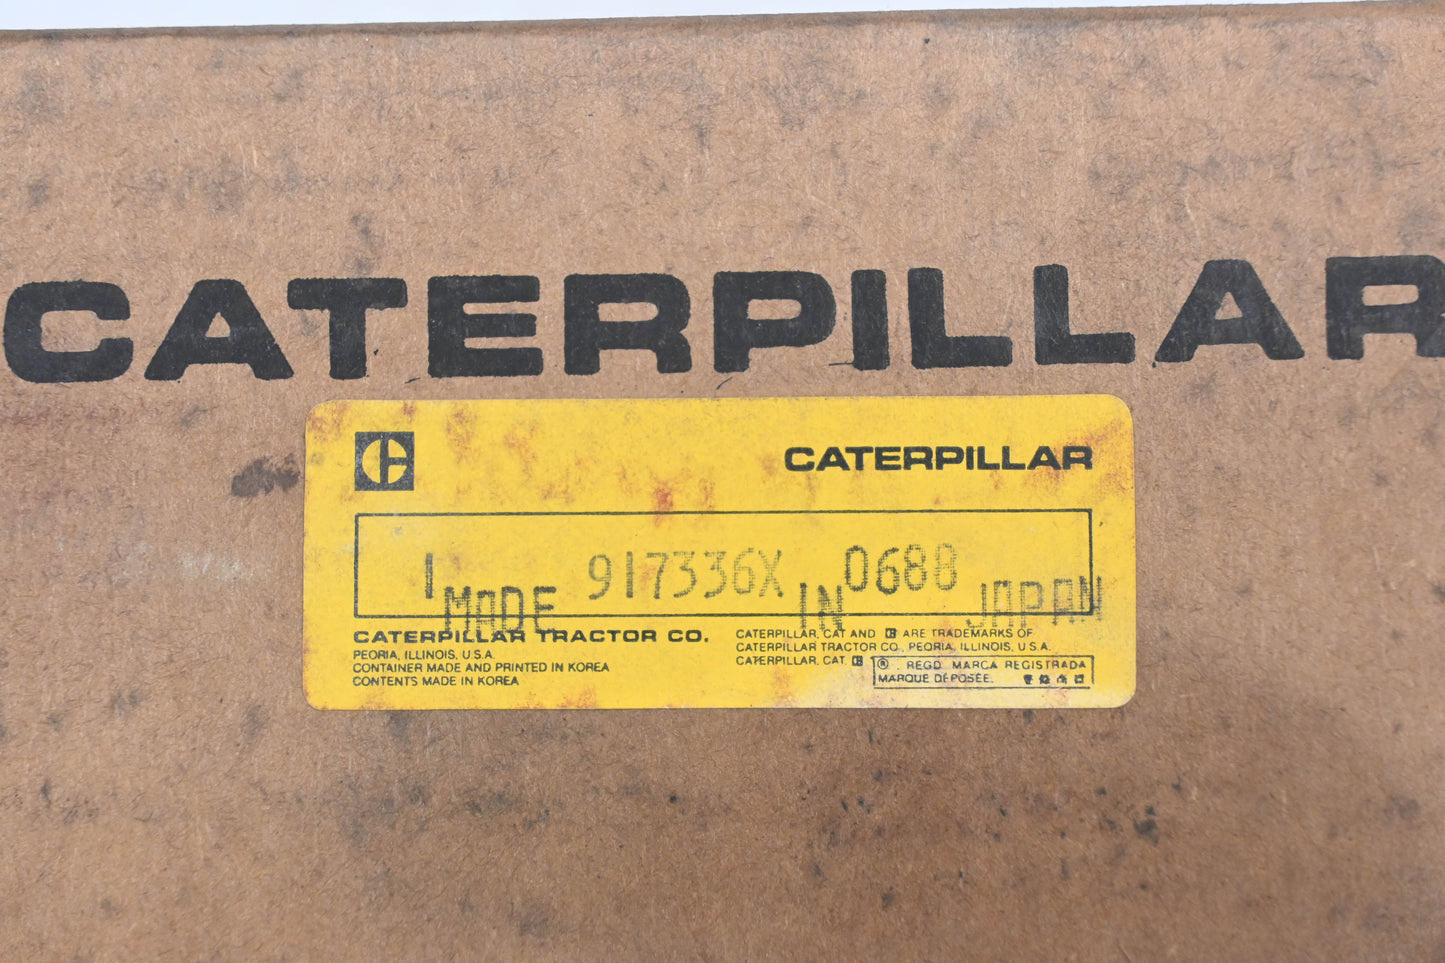 CATERPILLAR
CATERPILLAR
1 917336X 0688
MADE IN JAPAN
CATERPILLAR TRACTOR CO.
PEORIA, ILLINOIS, U.S.A.
CONTAINER MADE AND PRINTED IN KOREA
CONTENTS MADE IN KOREA
CATERPILLAR, CAT AND ARE TRADEMARKS OF
CATERPILLAR TRACTOR CO., PEORIA, ILLINOIS, U.S.A.
CATERPILLAR, CAT
® . REGD MARCA REGISTRADA
MARQUE DÉPOSÉE.